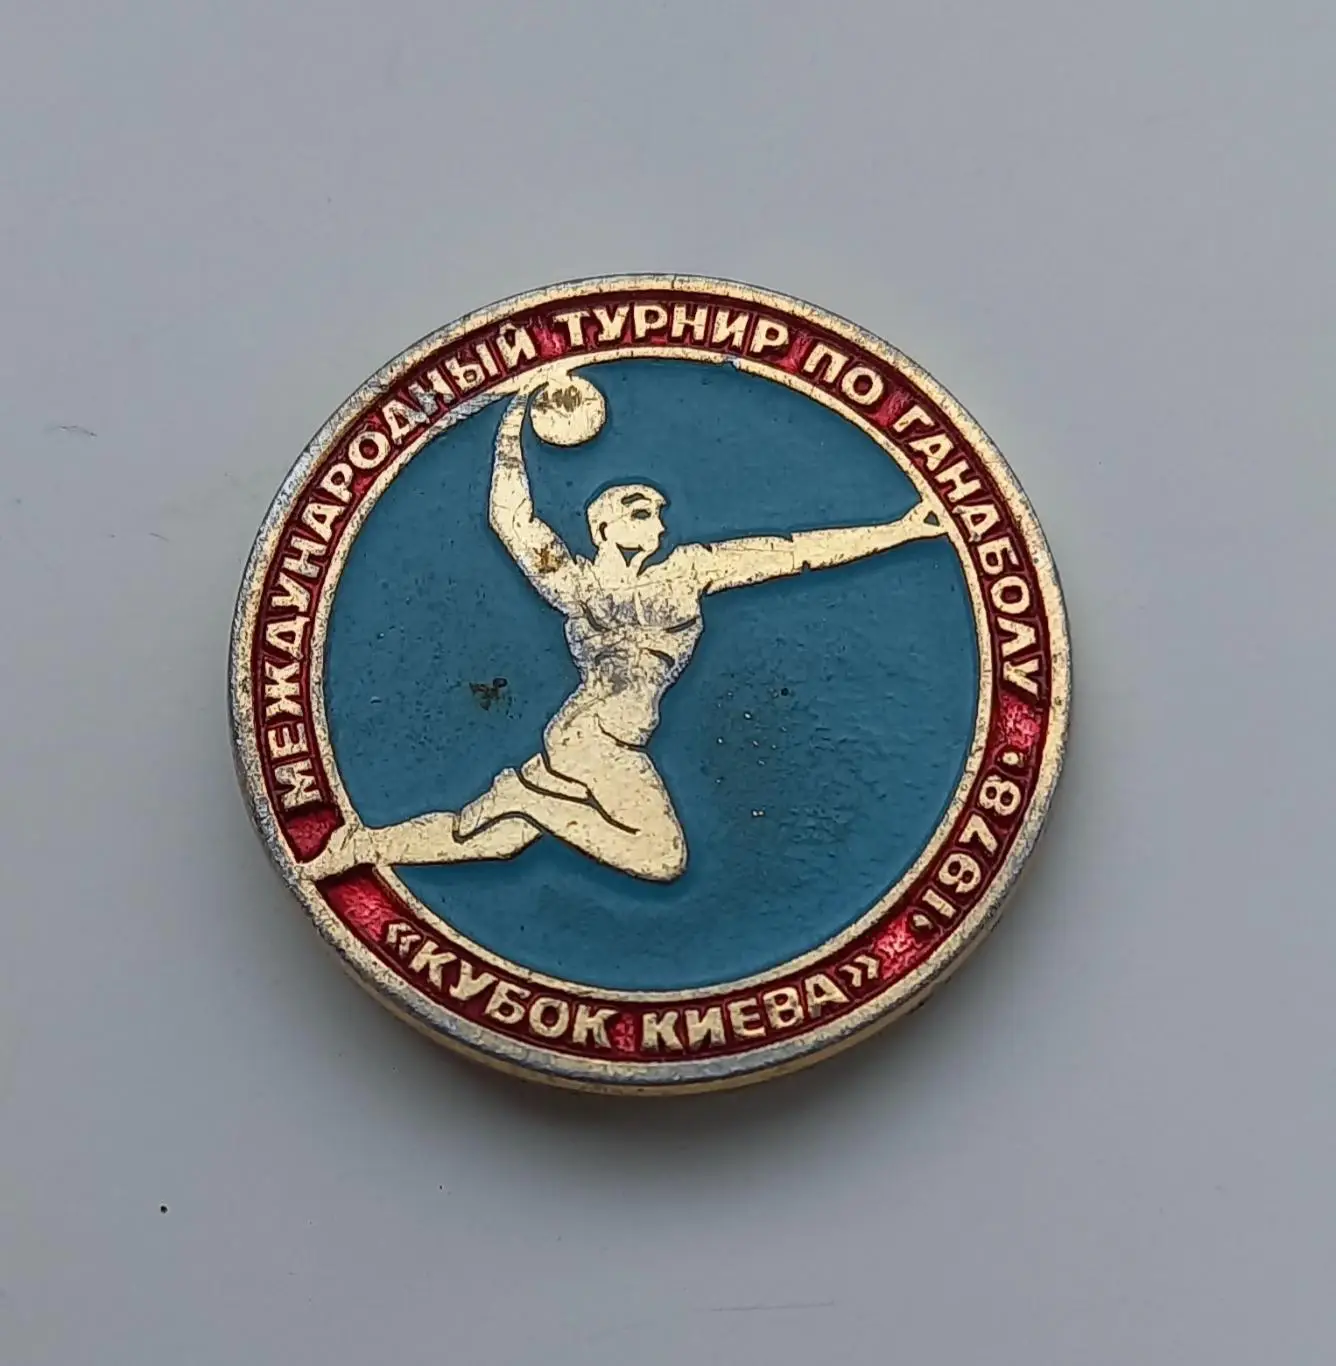 МЕЖДУНАРОДНЫЙ ТУРНИР ПО ГАНДБОЛУ
•1978•
«КУБОК КИЕВА»